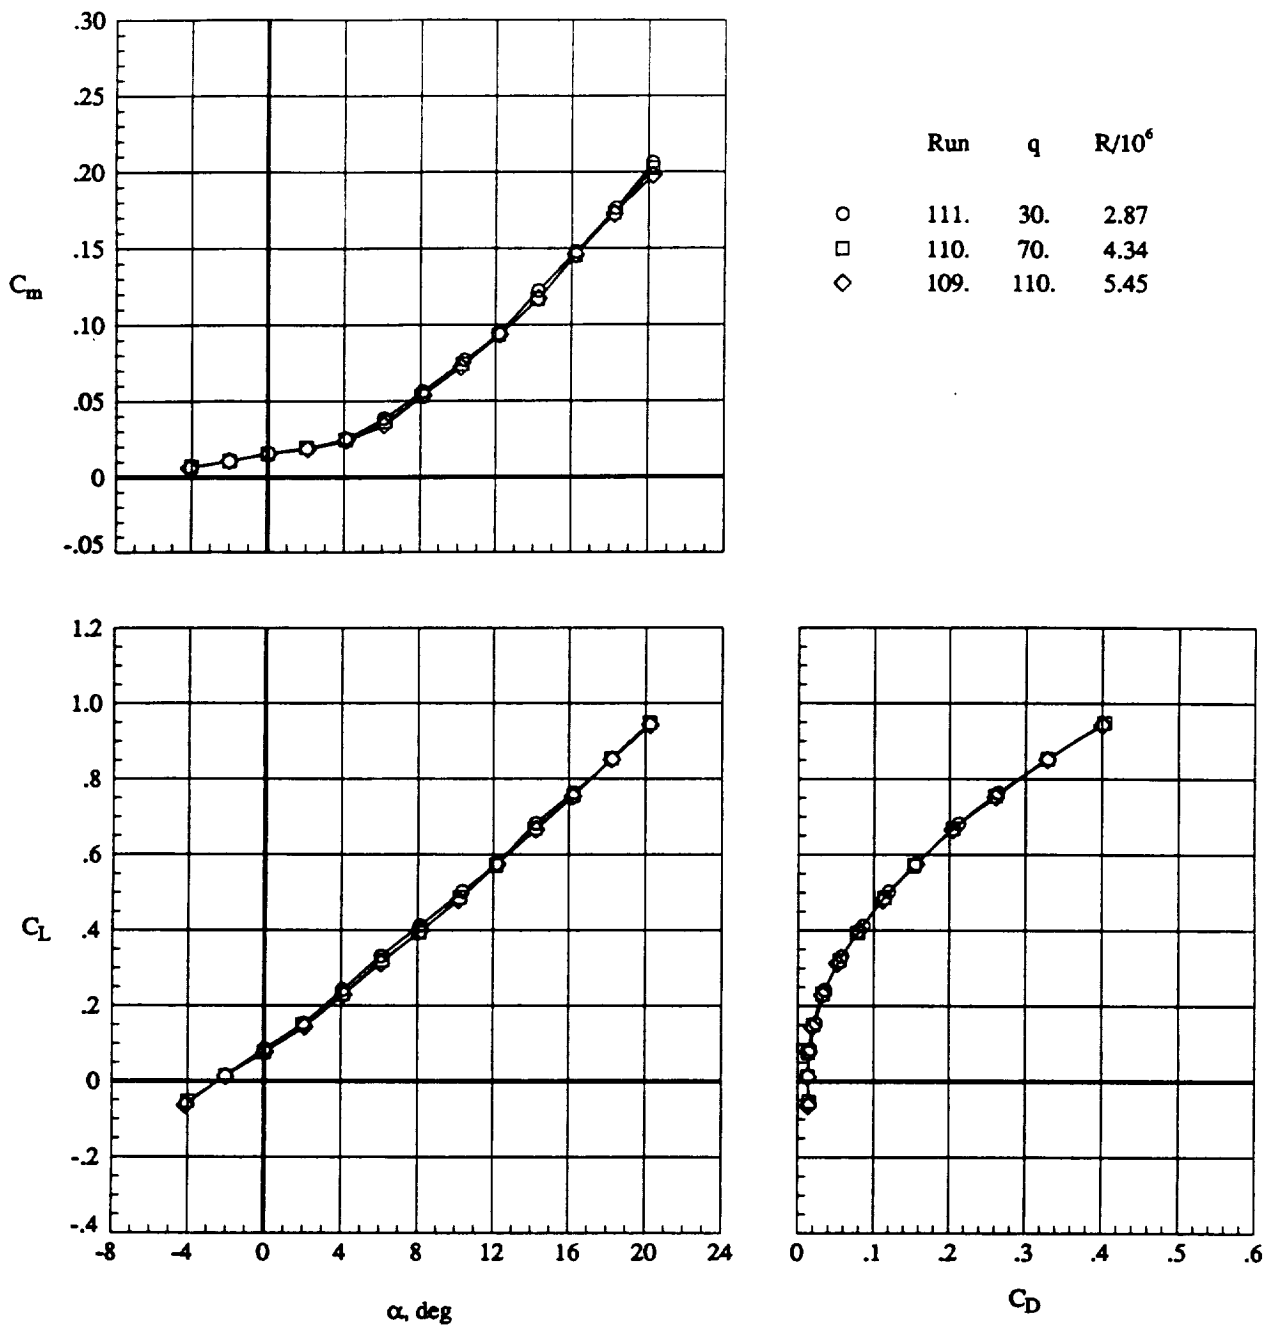 .30
.25
.20
.15
.10
.05
0
-.05
C_m
Run q R/10^6
111. 30. 2.87
110. 70. 4.34
109. 110. 5.45
1.2
1.0
.8
.6
.4
.2
0
-.2
-.4
C_L
-8 -4 0 4 8 12 16 20 24
α, deg
0 .1 .2 .3 .4 .5 .6
C_D